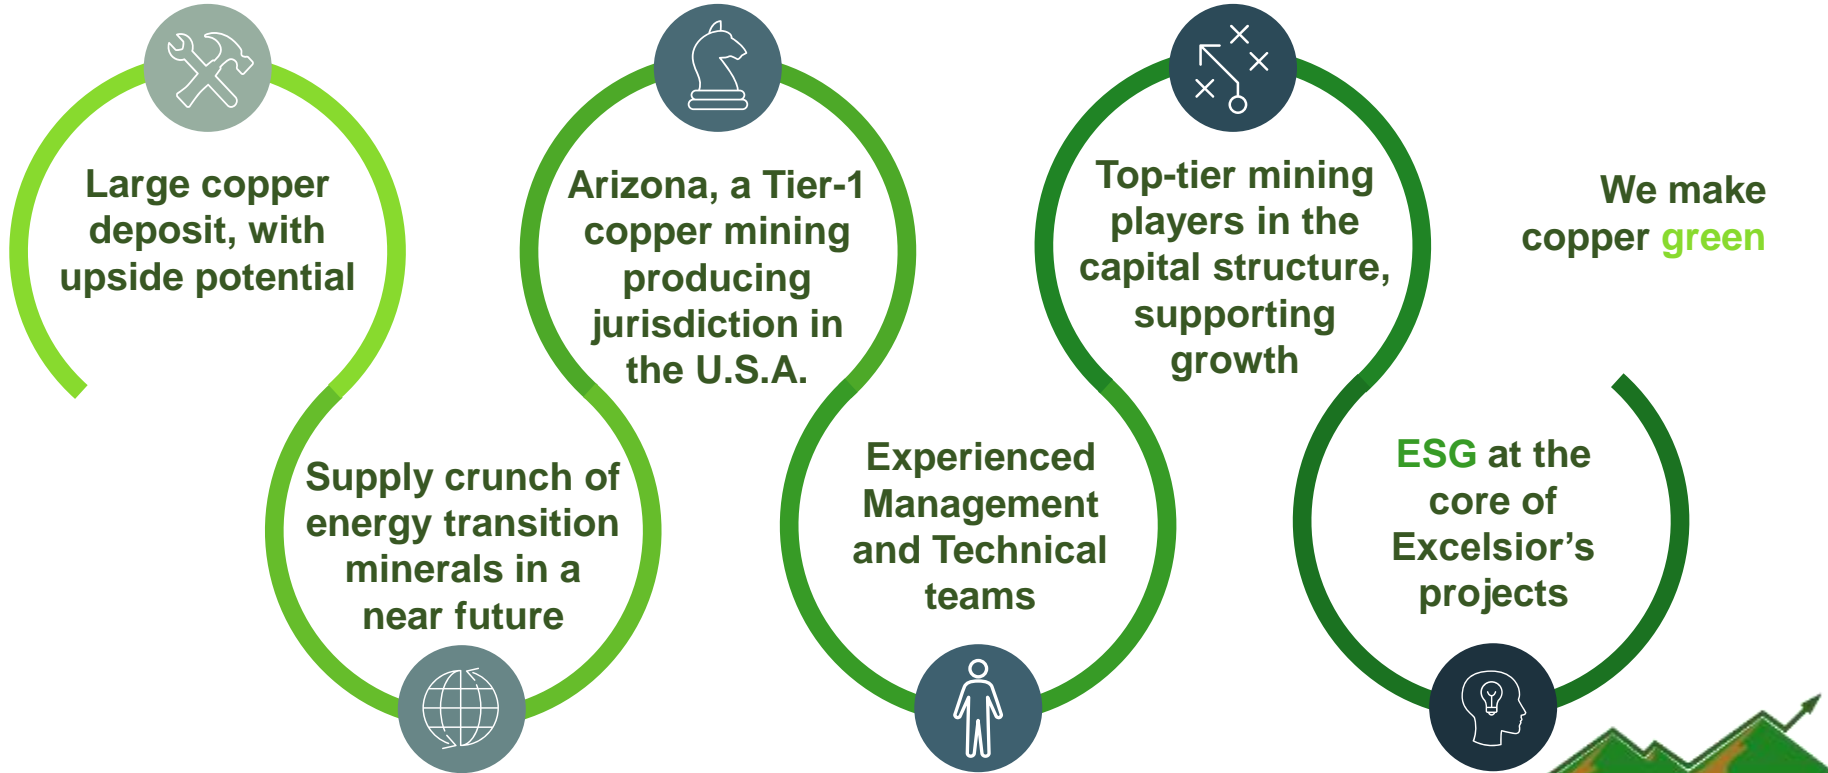 Large copper
deposit, with
upside potential
Supply crunch of
energy transition
minerals in a
near future
Arizona, a Tier-1
copper mining
producing
jurisdiction in
the U.S.A.
Experienced
Management
and Technical
teams
Top-tier mining
players in the
capital structure,
supporting
growth
ESG at the
core of
Excelsior’s
projects
We make
copper green